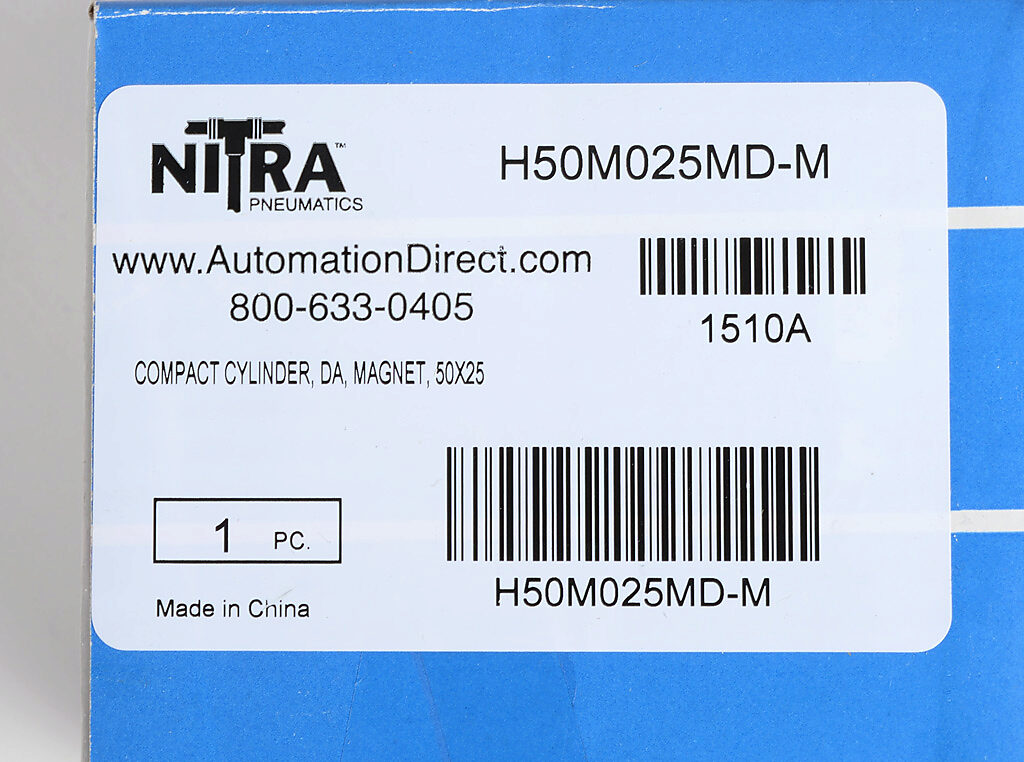 NITRA™
PNEUMATICS
H50M025MD-M
www.AutomationDirect.com
800-633-0405
1510A
COMPACT CYLINDER, DA, MAGNET, 50X25
1 PC.
H50M025MD-M
Made in China